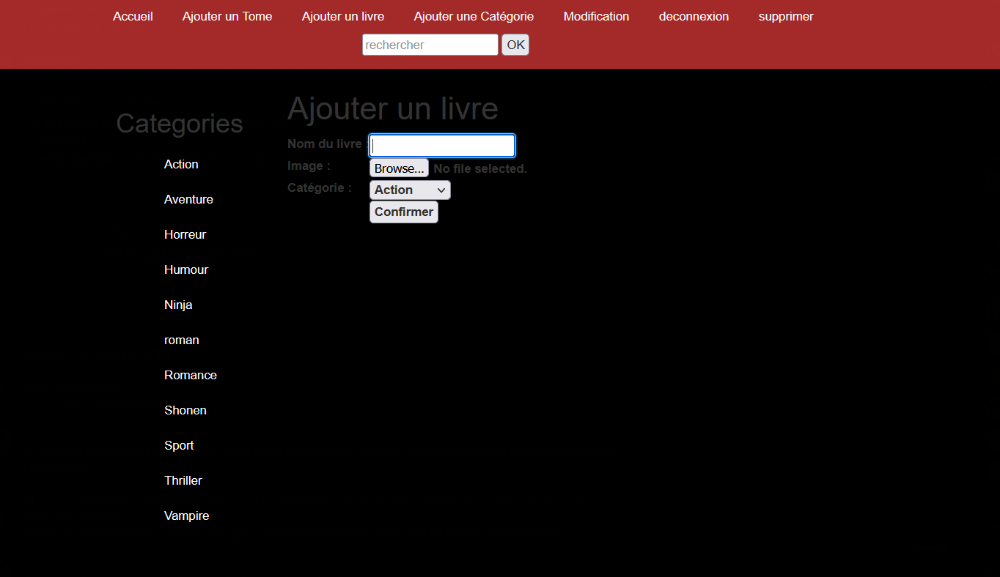 Accueil Ajouter un Tome Ajouter un livre Ajouter une Catégorie Modification deconnexion supprimer
rechercher OK
Categories
Action
Aventure
Horreur
Humour
Ninja
roman
Romance
Shonen
Sport
Thriller
Vampire
Ajouter un livre
Nom du livre :
Image : Browse... No file selected.
Catégorie : Action
Confirmer